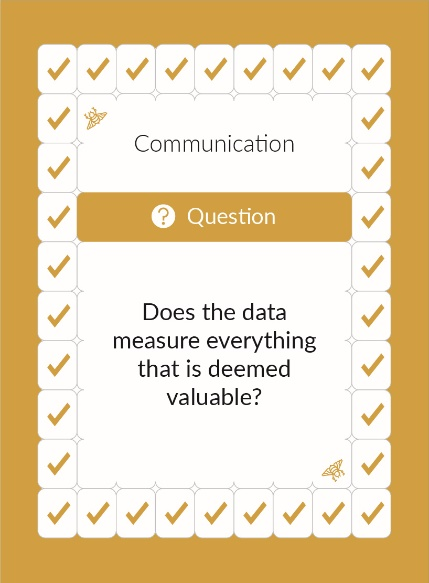 Communication
? Question
Does the data
measure everything
that is deemed
valuable?